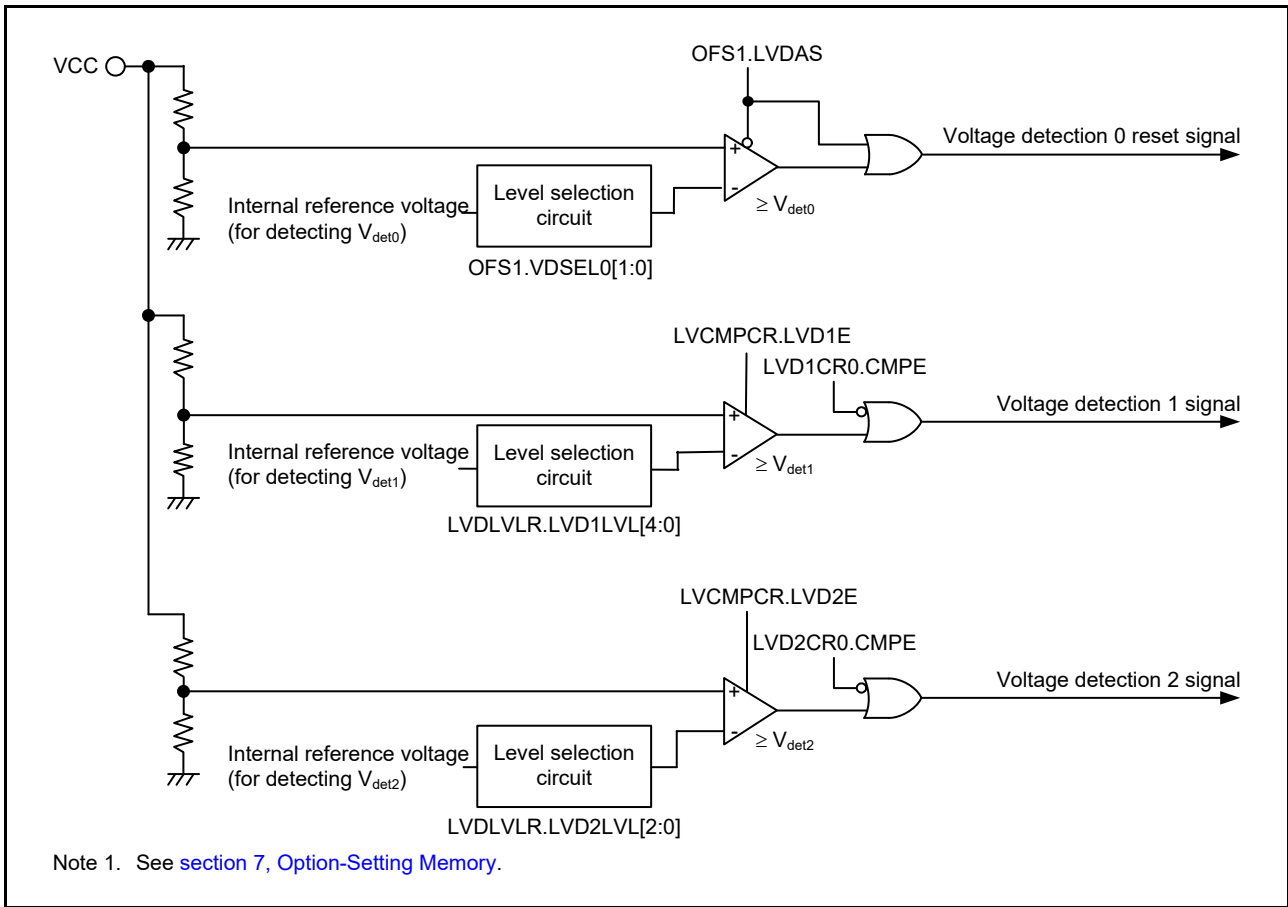 OFS1.LVDAS
VCC
Voltage detection 0 reset signal
+
-
Level selection
circuit
Internal reference voltage
(for detecting Vdet0)
≥ Vdet0
OFS1.VDSEL0[1:0]
LVCMPCR.LVD1E
LVD1CR0.CMPE
Voltage detection 1 signal
+
-
Level selection
circuit
Internal reference voltage
(for detecting Vdet1)
≥ Vdet1
LVDLVLR.LVD1LVL[4:0]
LVCMPCR.LVD2E
LVD2CR0.CMPE
Voltage detection 2 signal
+
-
Level selection
circuit
Internal reference voltage
(for detecting Vdet2)
≥ Vdet2
LVDLVLR.LVD2LVL[2:0]
Note 1. See section 7, Option-Setting Memory.